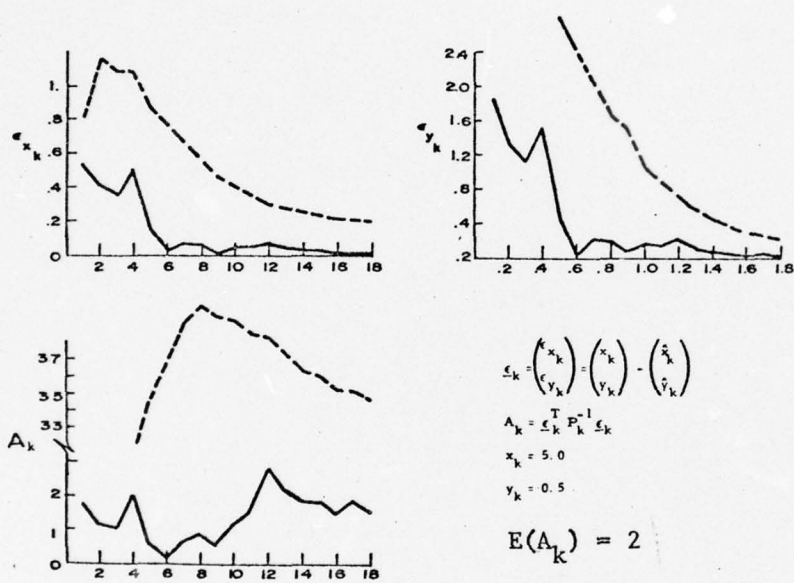 1.
.8
.6
.4
.2
0
ϵ_{x_k}
2 4 6 8 10 12 14 16 18
2.4
2.0
1.6
1.2
.8
.4
.2
ϵ_{y_k}
.2 .4 .6 .8 1.0 1.2 1.4 1.6 1.8
37
35
33
A_k
2
1
0
2 4 6 8 10 12 14 16 18
ϵ_k = (ϵ_{x_k} ϵ_{y_k}) = (x_k y_k) - (x̂_k ŷ_k)
A_k = ϵ_k^T P_k^{-1} ϵ_k
x_k = 5.0
y_k = 0.5
E(A_k) = 2